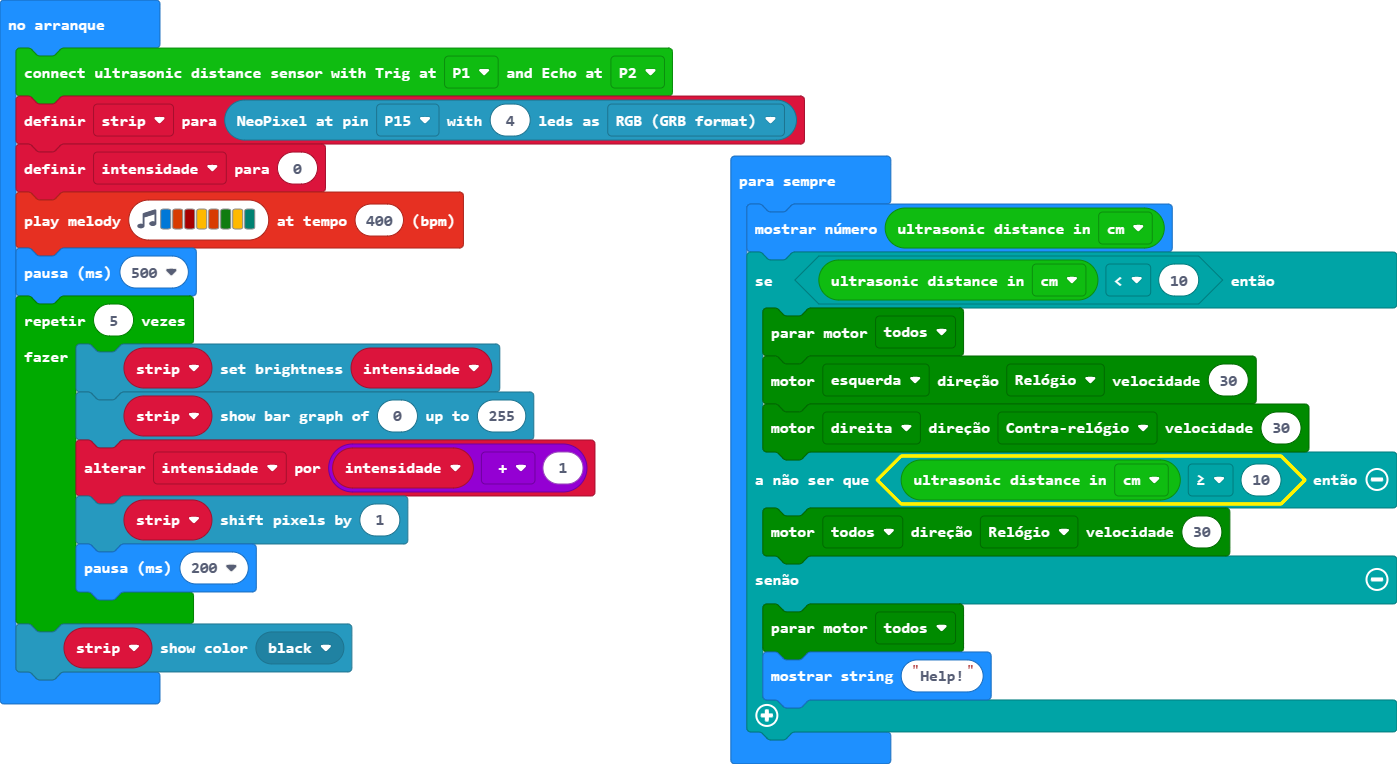 no arranque
connect ultrasonic distance sensor with Trig at P1 and Echo at P2
definir strip para NeoPixel at pin P15 with 4 leds as RGB (GRB format)
definir intensidade para 0
play melody at tempo 400 (bpm)
pausa (ms) 500
repetir 5 vezes
fazer
strip set brightness intensidade
strip show bar graph of 0 up to 255
alterar intensidade por intensidade + 1
strip shift pixels by 1
pausa (ms) 200
strip show color black
para sempre
mostrar número ultrasonic distance in cm
se ultrasonic distance in cm < 10 então
parar motor todos
motor esquerda direção Relógio velocidade 30
motor direita direção Contra-relógio velocidade 30
a não ser que ultrasonic distance in cm ≥ 10 então
motor todos direção Relógio velocidade 30
senão
parar motor todos
mostrar string "Help!"